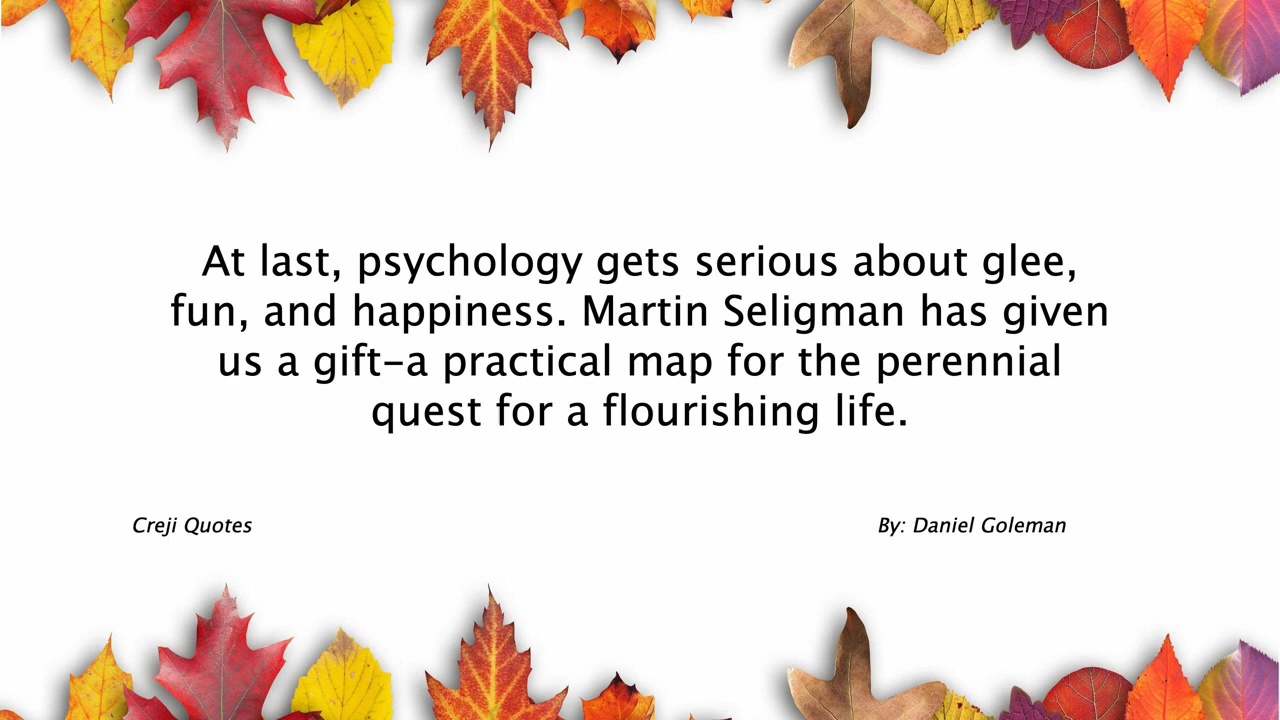 At last, psychology gets serious about glee,
fun, and happiness. Martin Seligman has given
us a gift–a practical map for the perennial
quest for a flourishing life.
Creji Quotes
By: Daniel Goleman